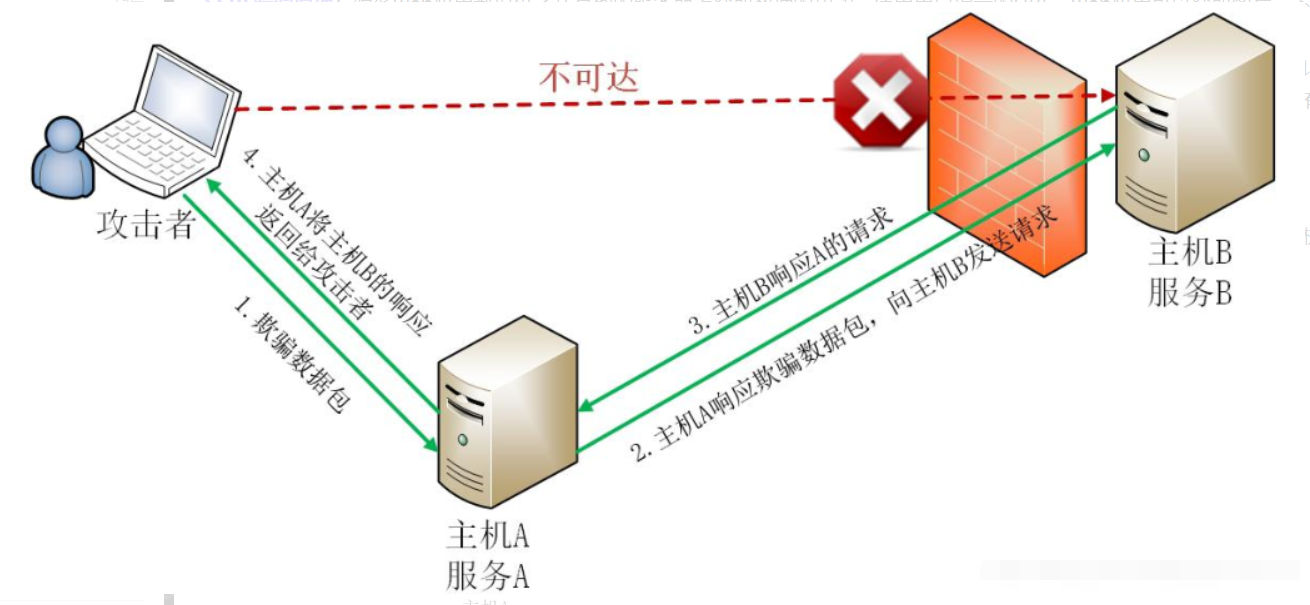 不可达
攻击者
4. 主机A将主机B的响应
返回给攻击者
1. 欺骗数据包
3. 主机B响应A的请求
2. 主机A响应欺骗数据包，向主机B发送请求
主机B
服务B
主机A
服务A